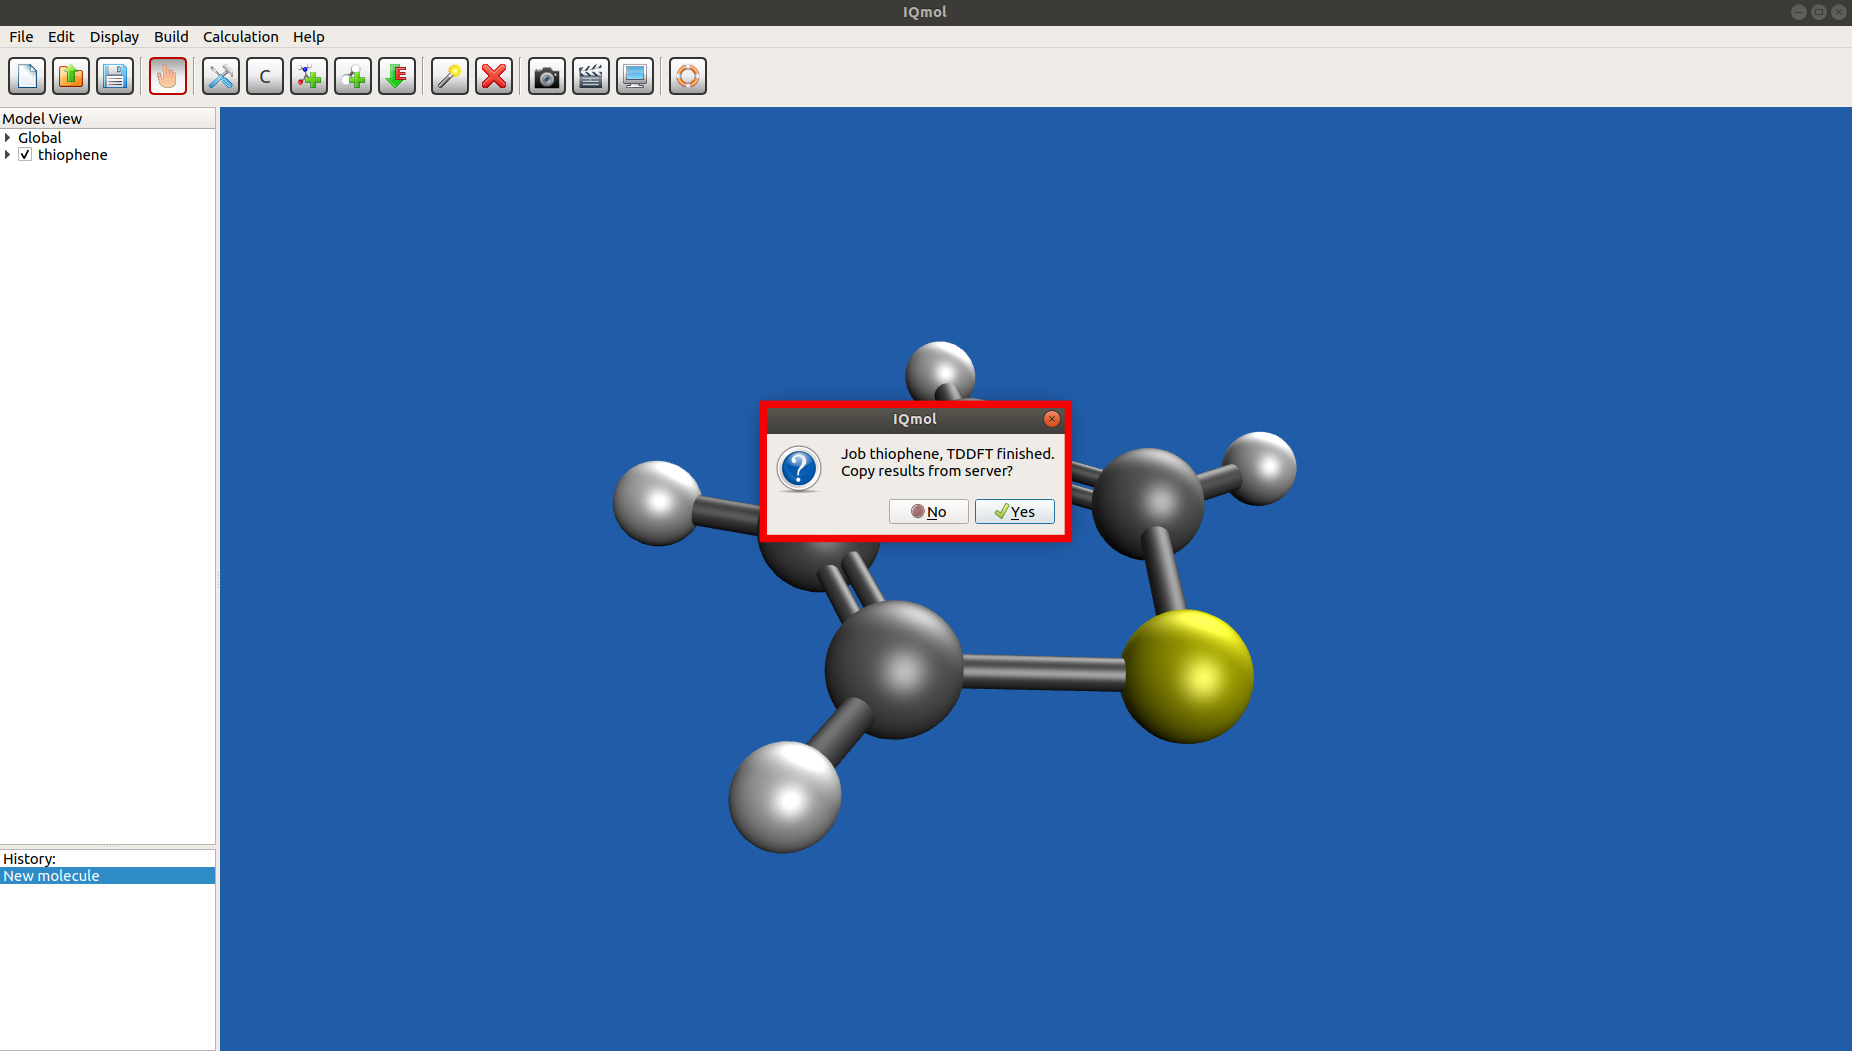 IQmol
File Edit Display Build Calculation Help
C
E
Model View
Global
thiophene
IQmol
Job thiophene, TDDFT finished.
Copy results from server?
No
Yes
History:
New molecule